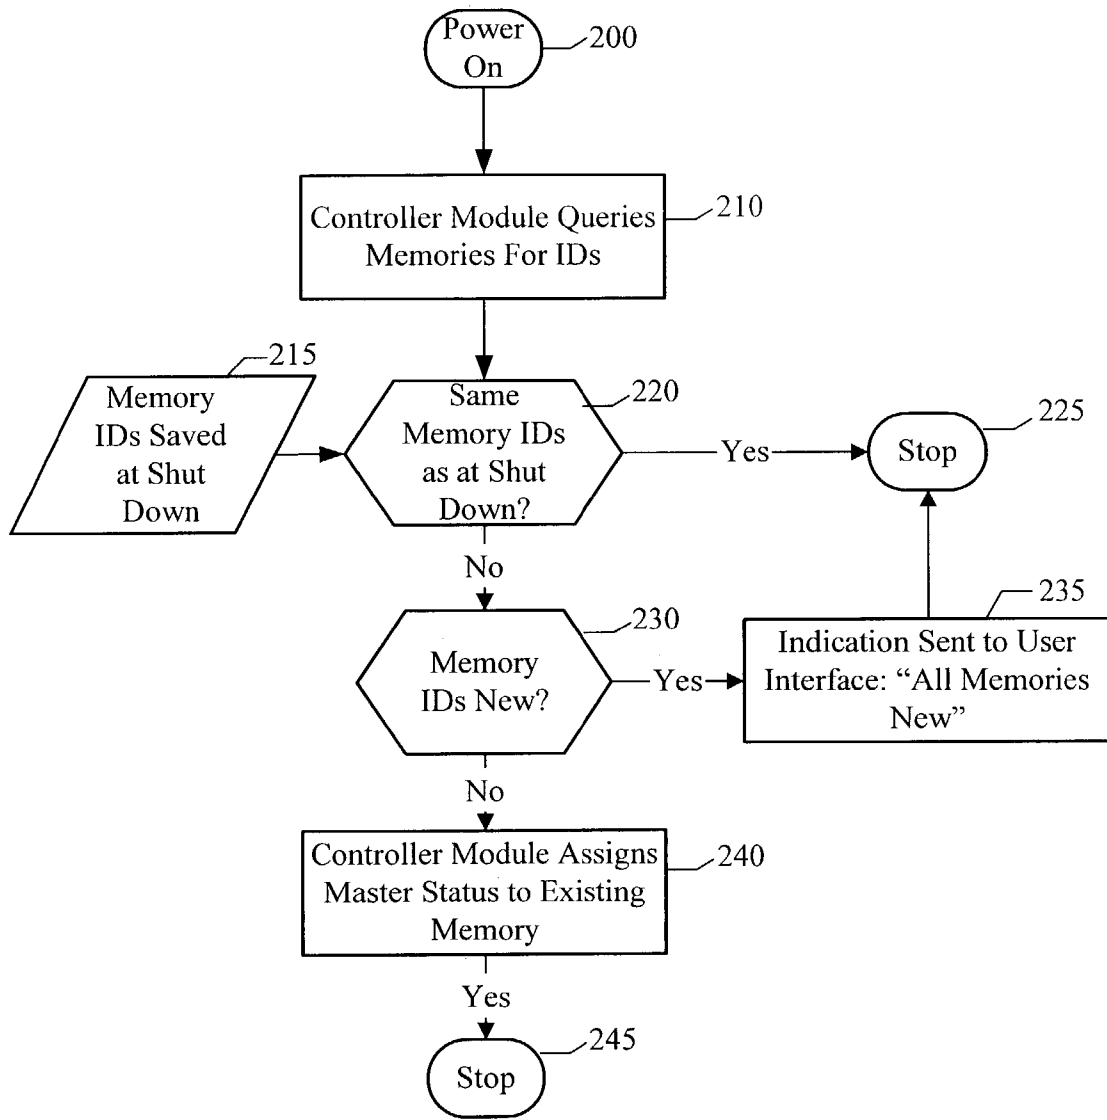 Power
On
200
Controller Module Queries
Memories For IDs
210
215
Memory
IDs Saved
at Shut
Down
Same
Memory IDs
as at Shut
Down?
220
Yes
Stop
225
No
Memory
IDs New?
230
Yes
235
Indication Sent to User
Interface: “All Memories
New”
No
Controller Module Assigns
Master Status to Existing
Memory
240
Yes
Stop
245